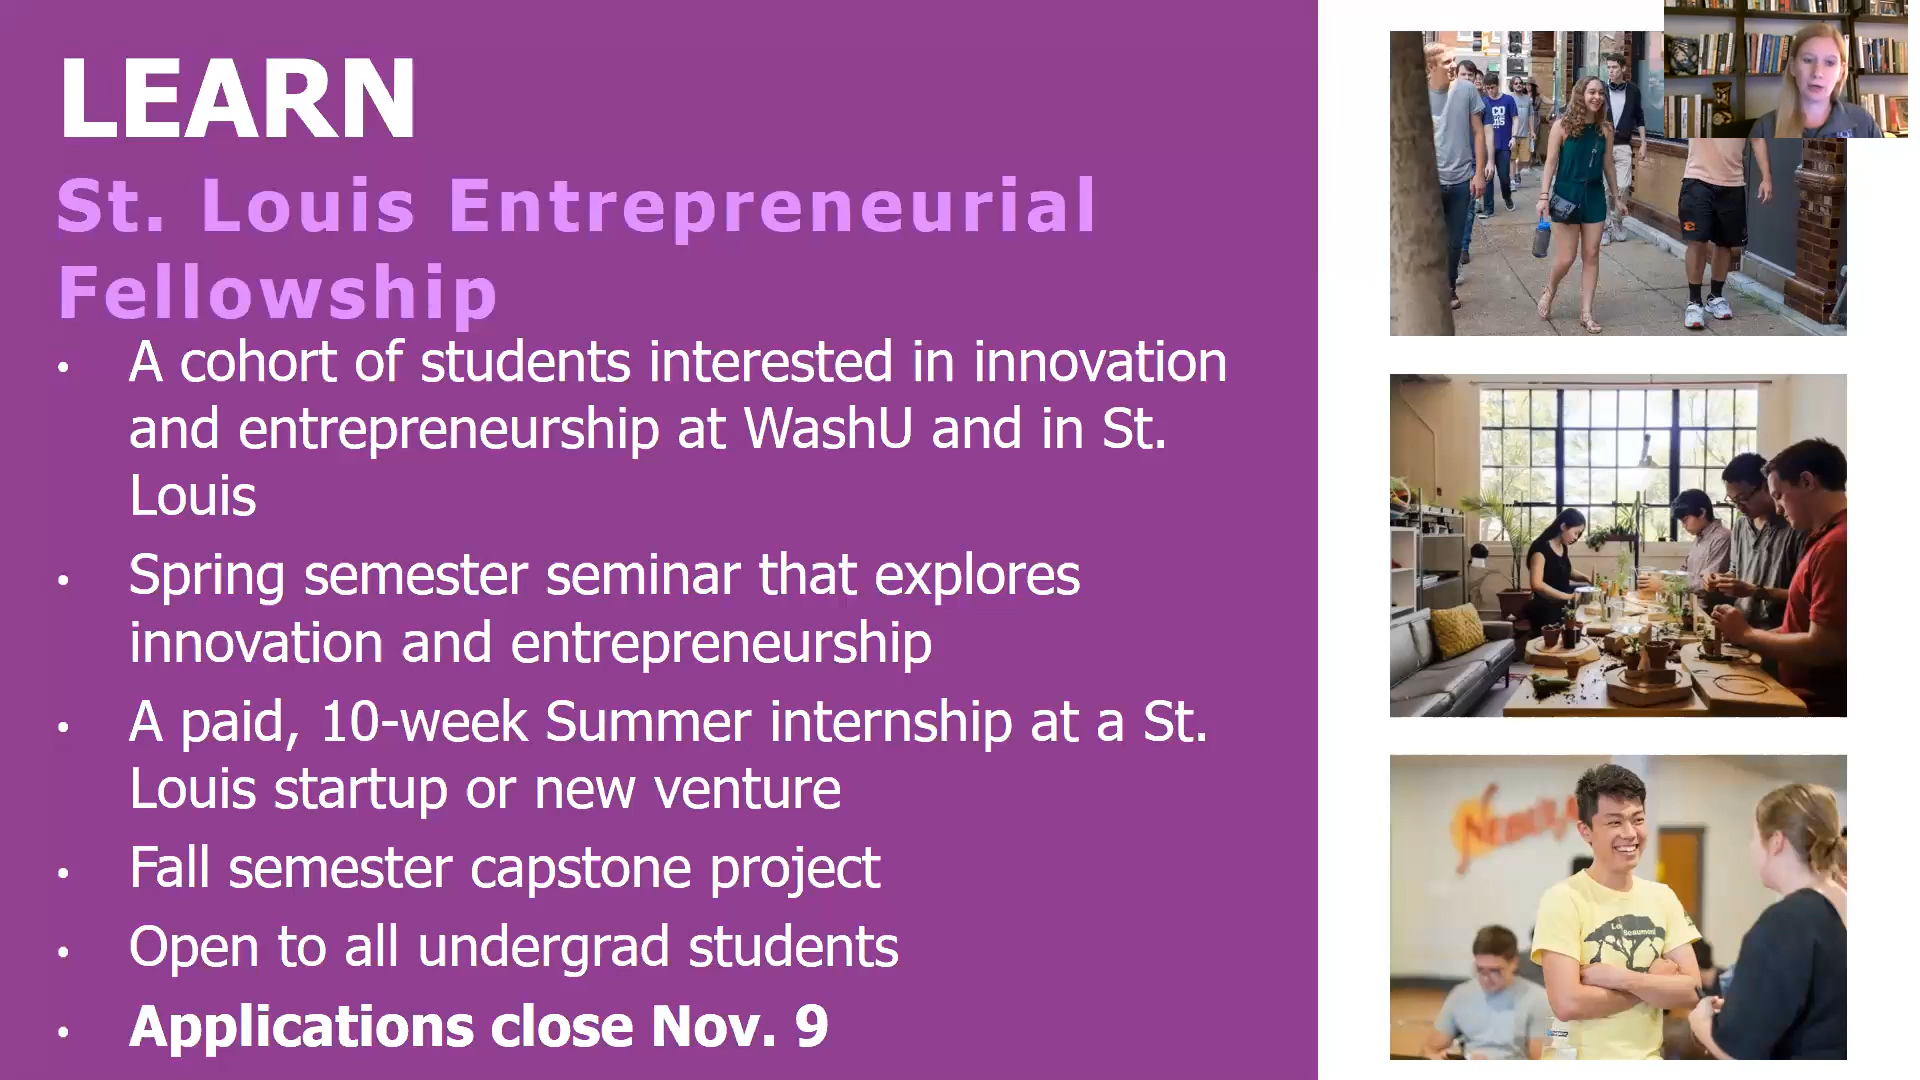 LEARN
St. Louis Entrepreneurial
Fellowship
• A cohort of students interested in innovation
and entrepreneurship at WashU and in St.
Louis
• Spring semester seminar that explores
innovation and entrepreneurship
• A paid, 10-week Summer internship at a St.
Louis startup or new venture
• Fall semester capstone project
• Open to all undergrad students
• Applications close Nov. 9
Beaumont